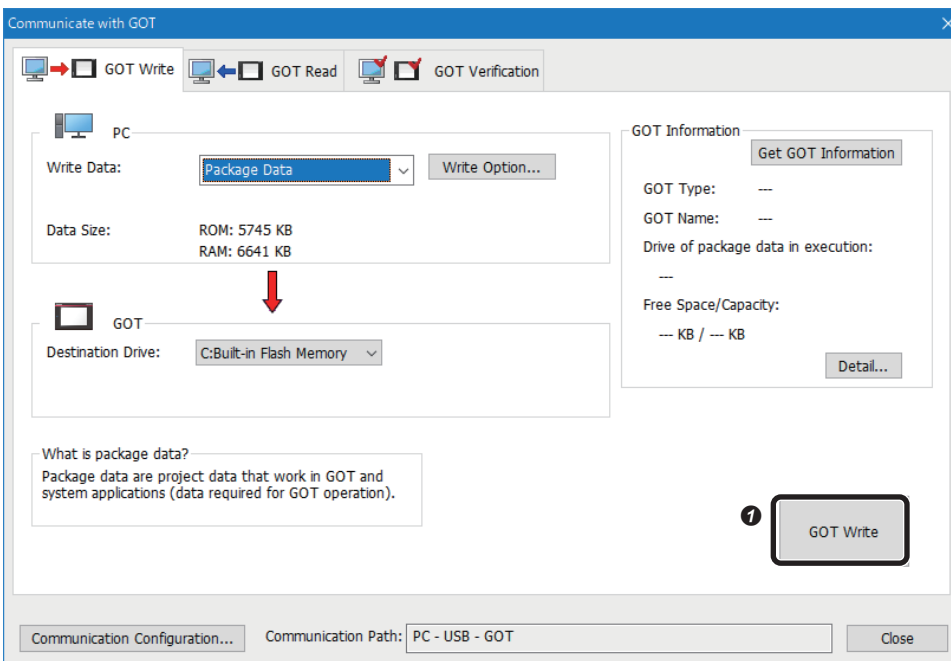 Communicate with GOT
GOT Write
GOT Read
GOT Verification
PC
Write Data:
Package Data
Write Option...
Data Size:
ROM: 5745 KB
RAM: 6641 KB
GOT
Destination Drive:
C:Built-in Flash Memory
What is package data?
Package data are project data that work in GOT and
system applications (data required for GOT operation).
GOT Information
Get GOT Information
GOT Type: ---
GOT Name: ---
Drive of package data in execution:
---
Free Space/Capacity:
--- KB / --- KB
Detail...
1
GOT Write
Communication Configuration...
Communication Path:
PC - USB - GOT
Close